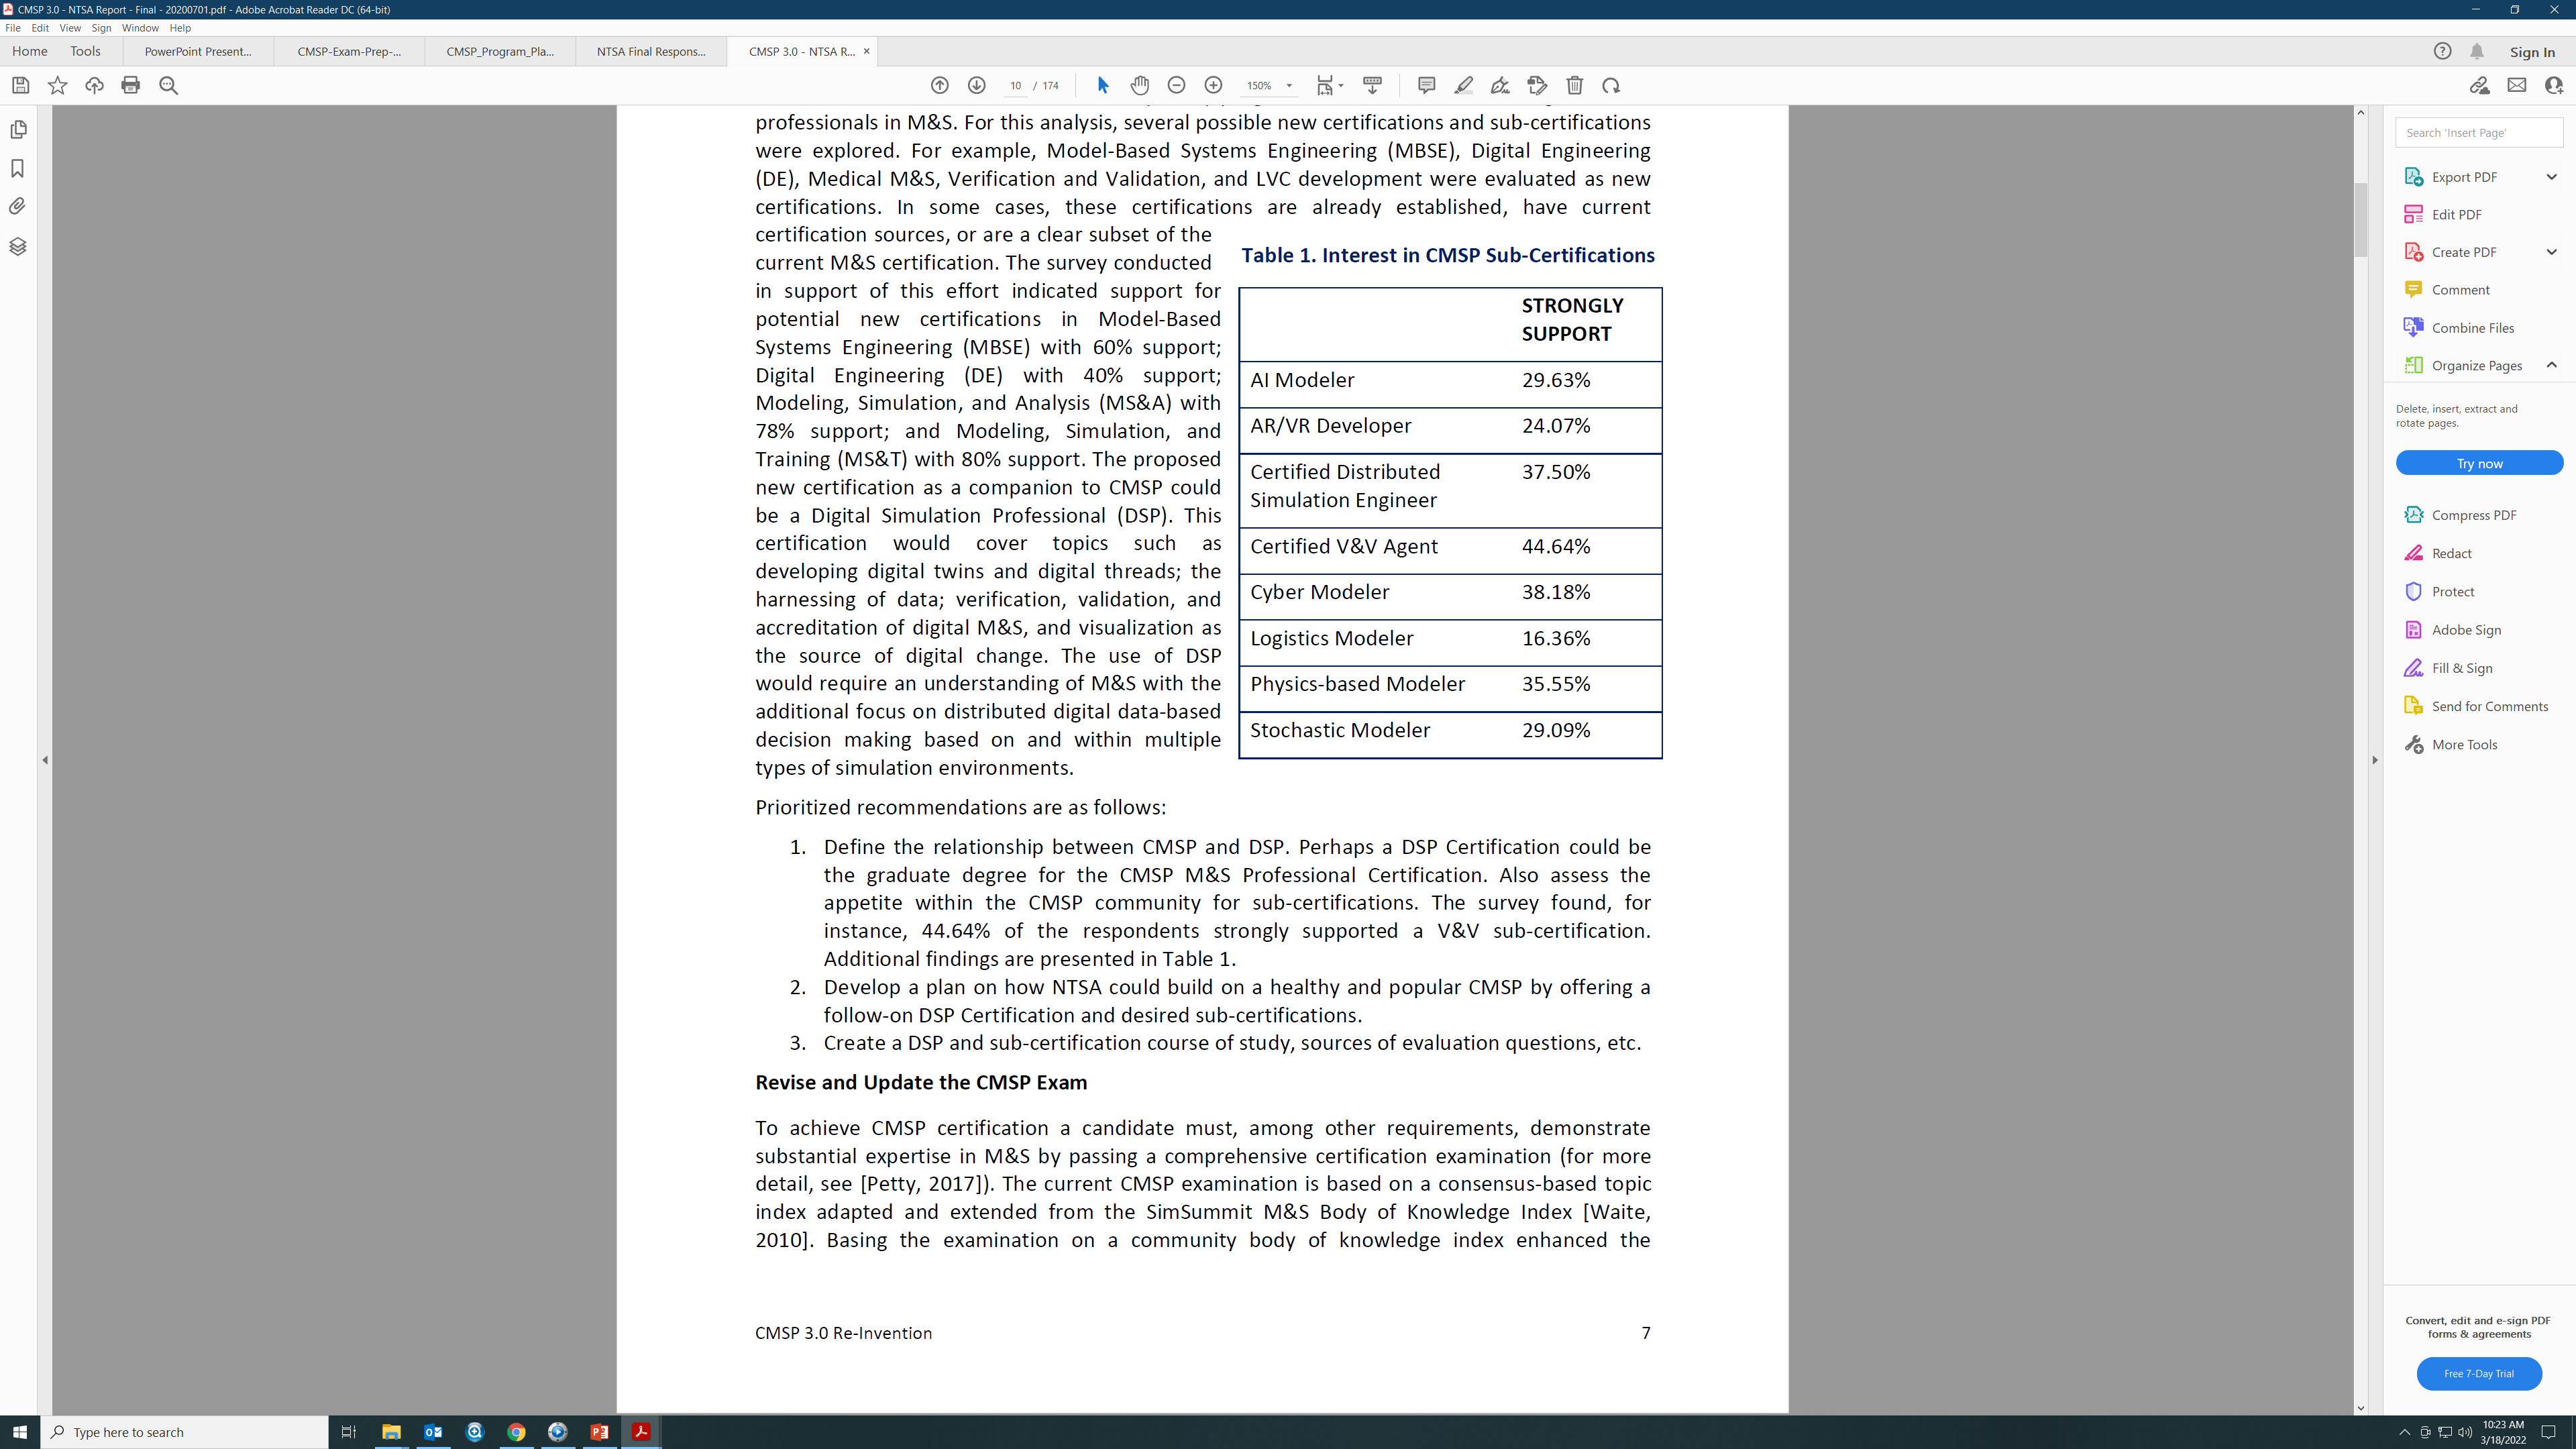 CMSP 3.0 - NTSA Report - Final - 20200701.pdf - Adobe Acrobat Reader DC (64-bit)
File Edit View Sign Window Help
Home Tools PowerPoint Present... CMSP-Exam-Prep-... CMSP_Program_Pla... NTSA Final Respons... CMSP 3.0 - NTSA R... × Sign In
10 / 174 150%
professionals in M&S. For this analysis, several possible new certifications and sub-certifications
were explored. For example, Model-Based Systems Engineering (MBSE), Digital Engineering
(DE), Medical M&S, Verification and Validation, and LVC development were evaluated as new
certifications. In some cases, these certifications are already established, have current
certification sources, or are a clear subset of the
current M&S certification. The survey conducted
in support of this effort indicated support for
potential new certifications in Model-Based
Systems Engineering (MBSE) with 60% support;
Digital Engineering (DE) with 40% support;
Modeling, Simulation, and Analysis (MS&A) with
78% support; and Modeling, Simulation, and
Training (MS&T) with 80% support. The proposed
new certification as a companion to CMSP could
be a Digital Simulation Professional (DSP). This
certification would cover topics such as
developing digital twins and digital threads; the
harnessing of data; verification, validation, and
accreditation of digital M&S, and visualization as
the source of digital change. The use of DSP
would require an understanding of M&S with the
additional focus on distributed digital data-based
decision making based on and within multiple
types of simulation environments.
Table 1. Interest in CMSP Sub-Certifications
STRONGLY
SUPPORT
AI Modeler 29.63%
AR/VR Developer 24.07%
Certified Distributed 37.50%
Simulation Engineer
Certified V&V Agent 44.64%
Cyber Modeler 38.18%
Logistics Modeler 16.36%
Physics-based Modeler 35.55%
Stochastic Modeler 29.09%
Prioritized recommendations are as follows:
1. Define the relationship between CMSP and DSP. Perhaps a DSP Certification could be
the graduate degree for the CMSP M&S Professional Certification. Also assess the
appetite within the CMSP community for sub-certifications. The survey found, for
instance, 44.64% of the respondents strongly supported a V&V sub-certification.
Additional findings are presented in Table 1.
2. Develop a plan on how NTSA could build on a healthy and popular CMSP by offering a
follow-on DSP Certification and desired sub-certifications.
3. Create a DSP and sub-certification course of study, sources of evaluation questions, etc.
Revise and Update the CMSP Exam
To achieve CMSP certification a candidate must, among other requirements, demonstrate
substantial expertise in M&S by passing a comprehensive certification examination (for more
detail, see [Petty, 2017]). The current CMSP examination is based on a consensus-based topic
index adapted and extended from the SimSummit M&S Body of Knowledge Index [Waite,
2010]. Basing the examination on a community body of knowledge index enhanced the
CMSP 3.0 Re-Invention 7
Search 'Insert Page'
Export PDF
Edit PDF
Create PDF
Comment
Combine Files
Organize Pages
Delete, insert, extract and
rotate pages.
Try now
Compress PDF
Redact
Protect
Adobe Sign
Fill & Sign
Send for Comments
More Tools
Convert, edit and e-sign PDF
forms & agreements
Free 7-Day Trial
Type here to search
10:23 AM
3/18/2022